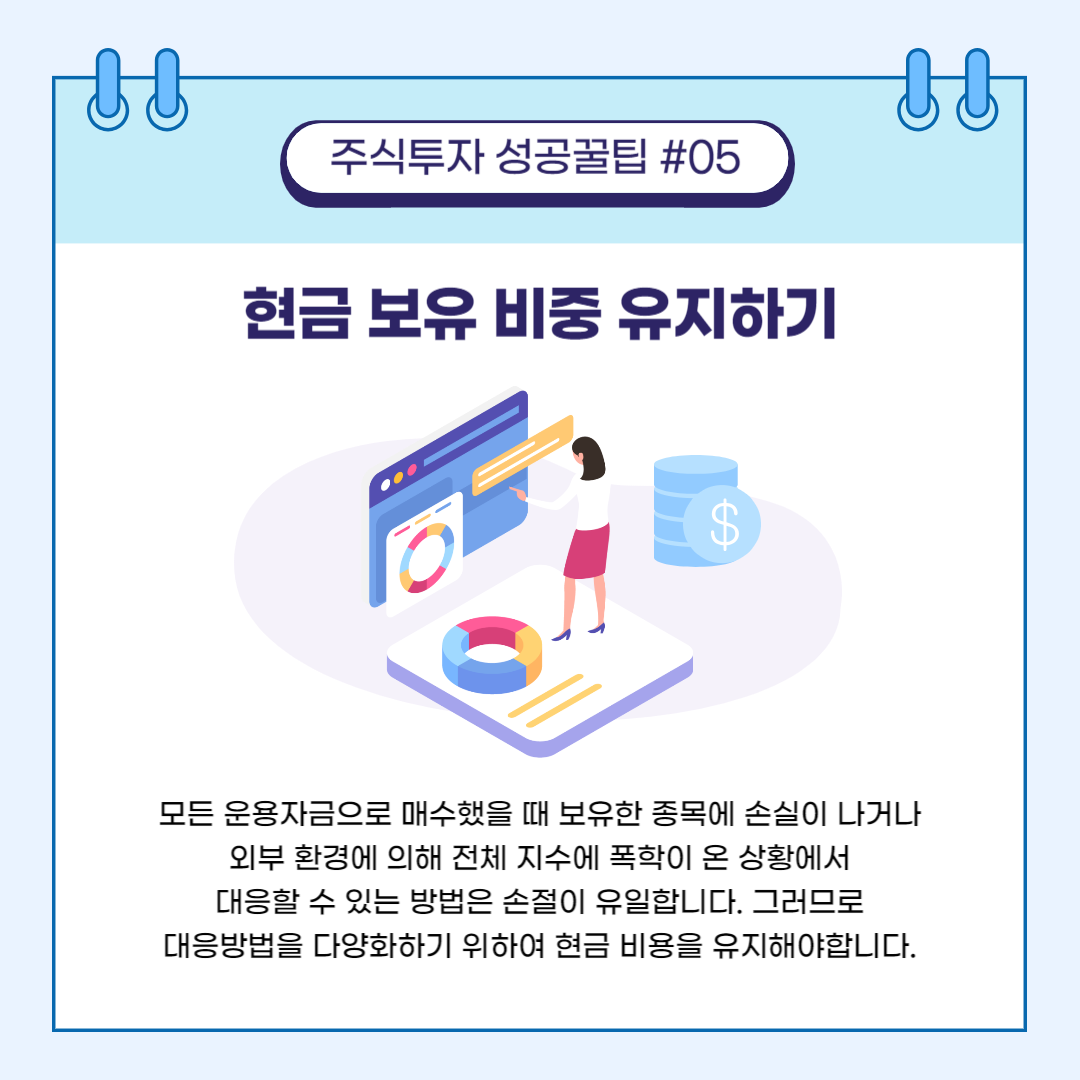 주식투자 성공꿀팁 #05
현금 보유 비중 유지하기
$
모든 운용자금으로 매수했을 때 보유한 종목에 손실이 나거나
외부 환경에 의해 전체 지수에 폭학이 온 상황에서
대응할 수 있는 방법은 손절이 유일합니다. 그러므로
대응방법을 다양화하기 위하여 현금 비용을 유지해야합니다.